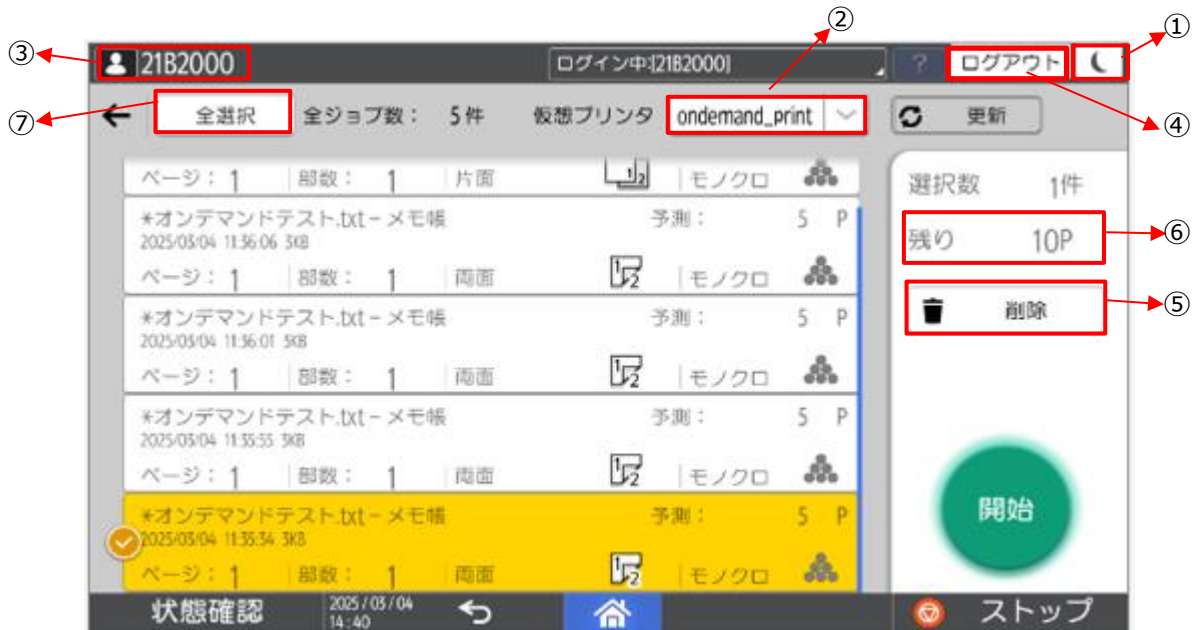 ② ①
③ 21B2000 ログイン中:[21B2000] ? ログアウト
⑦ 全選択 全ジョブ数： 5件 仮想プリンタ ondemand_print 更新 ④
ページ：1 部数： 1 片面 1 2 モノクロ 選択数 1件
*オンデマンドテスト.txt – メモ帳 予測： 5 P
2025/03/04 11:36:06 3KB 残り 10P ⑥
ページ：1 部数： 1 両面 1 2 モノクロ
*オンデマンドテスト.txt – メモ帳 予測： 5 P 削除 ⑤
2025/03/04 11:36:01 3KB
ページ：1 部数： 1 両面 1 2 モノクロ
*オンデマンドテスト.txt – メモ帳 予測： 5 P
2025/03/04 11:35:55 3KB
ページ：1 部数： 1 両面 1 2 モノクロ
*オンデマンドテスト.txt – メモ帳 予測： 5 P 開始
2025/03/04 11:35:34 3KB
ページ：1 部数： 1 両面 1 2 モノクロ
状態確認 2025/03/04 ストップ
14:40